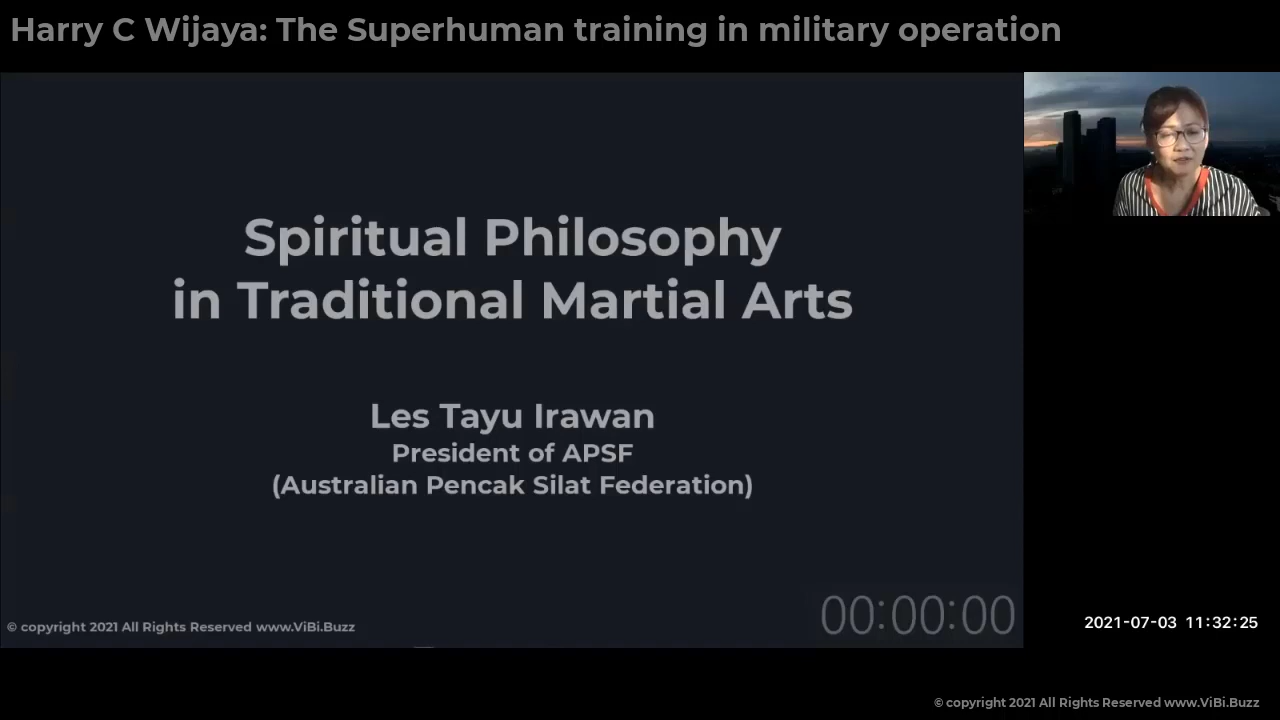 Harry C Wijaya: The Superhuman training in military operation
Spiritual Philosophy
in Traditional Martial Arts
Les Tayu Irawan
President of APSF
(Australian Pencak Silat Federation)
00:00:00
© copyright 2021 All Rights Reserved www.ViBi.Buzz
2021-07-03 11:32:25
© copyright 2021 All Rights Reserved www.ViBi.Buzz